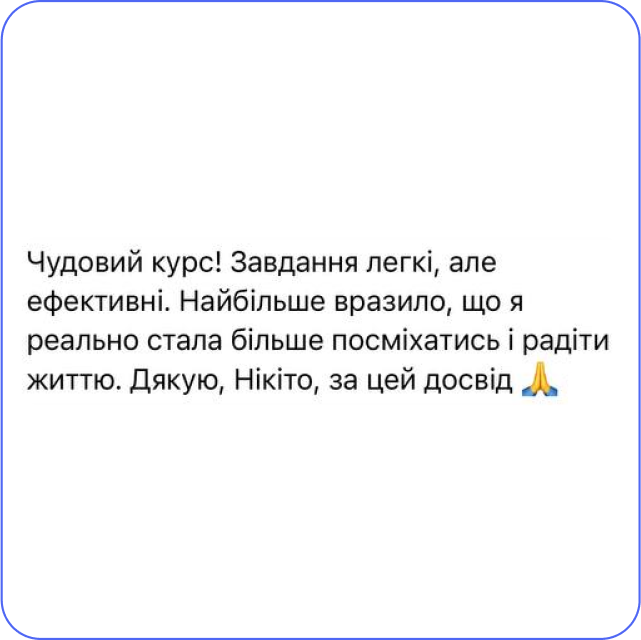 Чудовий курс! Завдання легкі, але
ефективні. Найбільше вразило, що я
реально стала більше посміхатись і радіти
життю. Дякую, Нікіто, за цей досвід 🙏